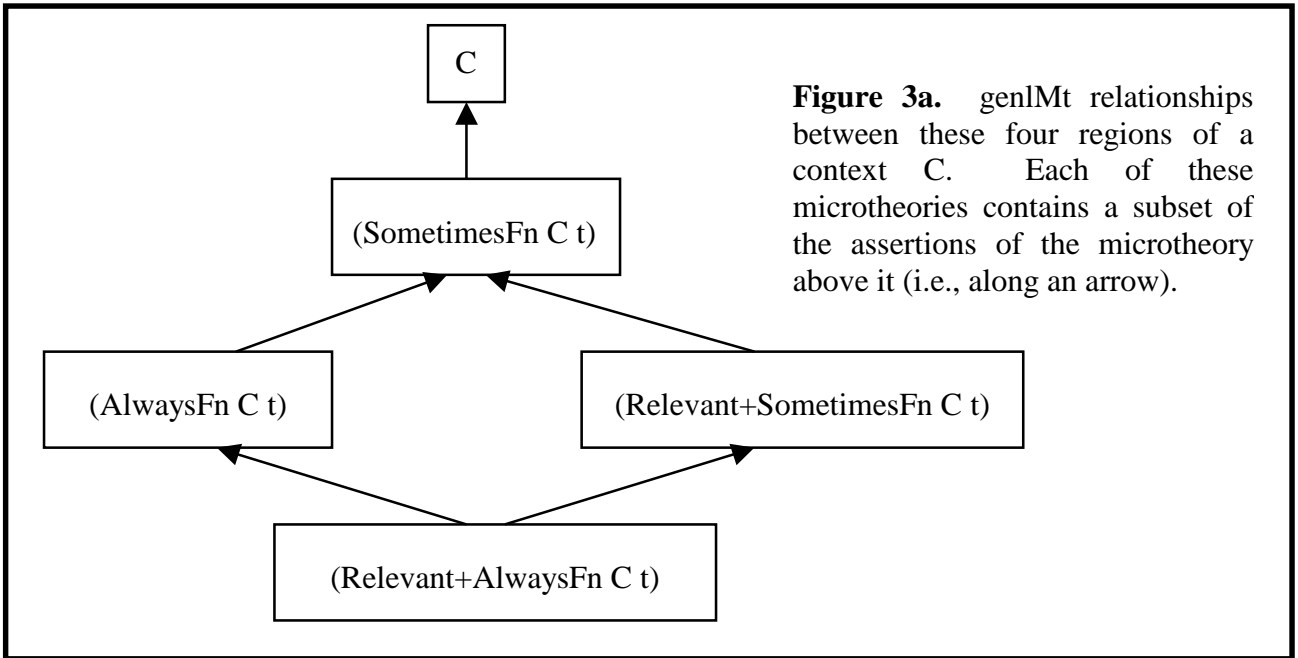 C
Figure 3a. genlMt relationships
between these four regions of a
context C. Each of these
microtheories contains a subset of
the assertions of the microtheory
above it (i.e., along an arrow).
(SometimesFn C t)
(AlwaysFn C t)
(Relevant+SometimesFn C t)
(Relevant+AlwaysFn C t)